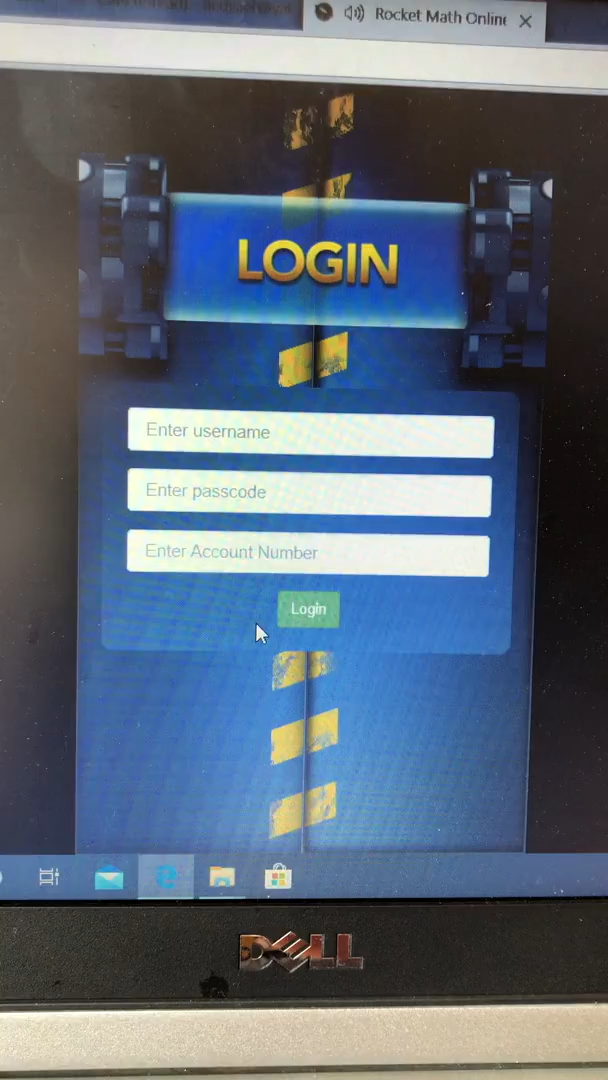 Rocket Math Online
LOGIN
Enter username
Enter passcode
Enter Account Number
Login
DELL